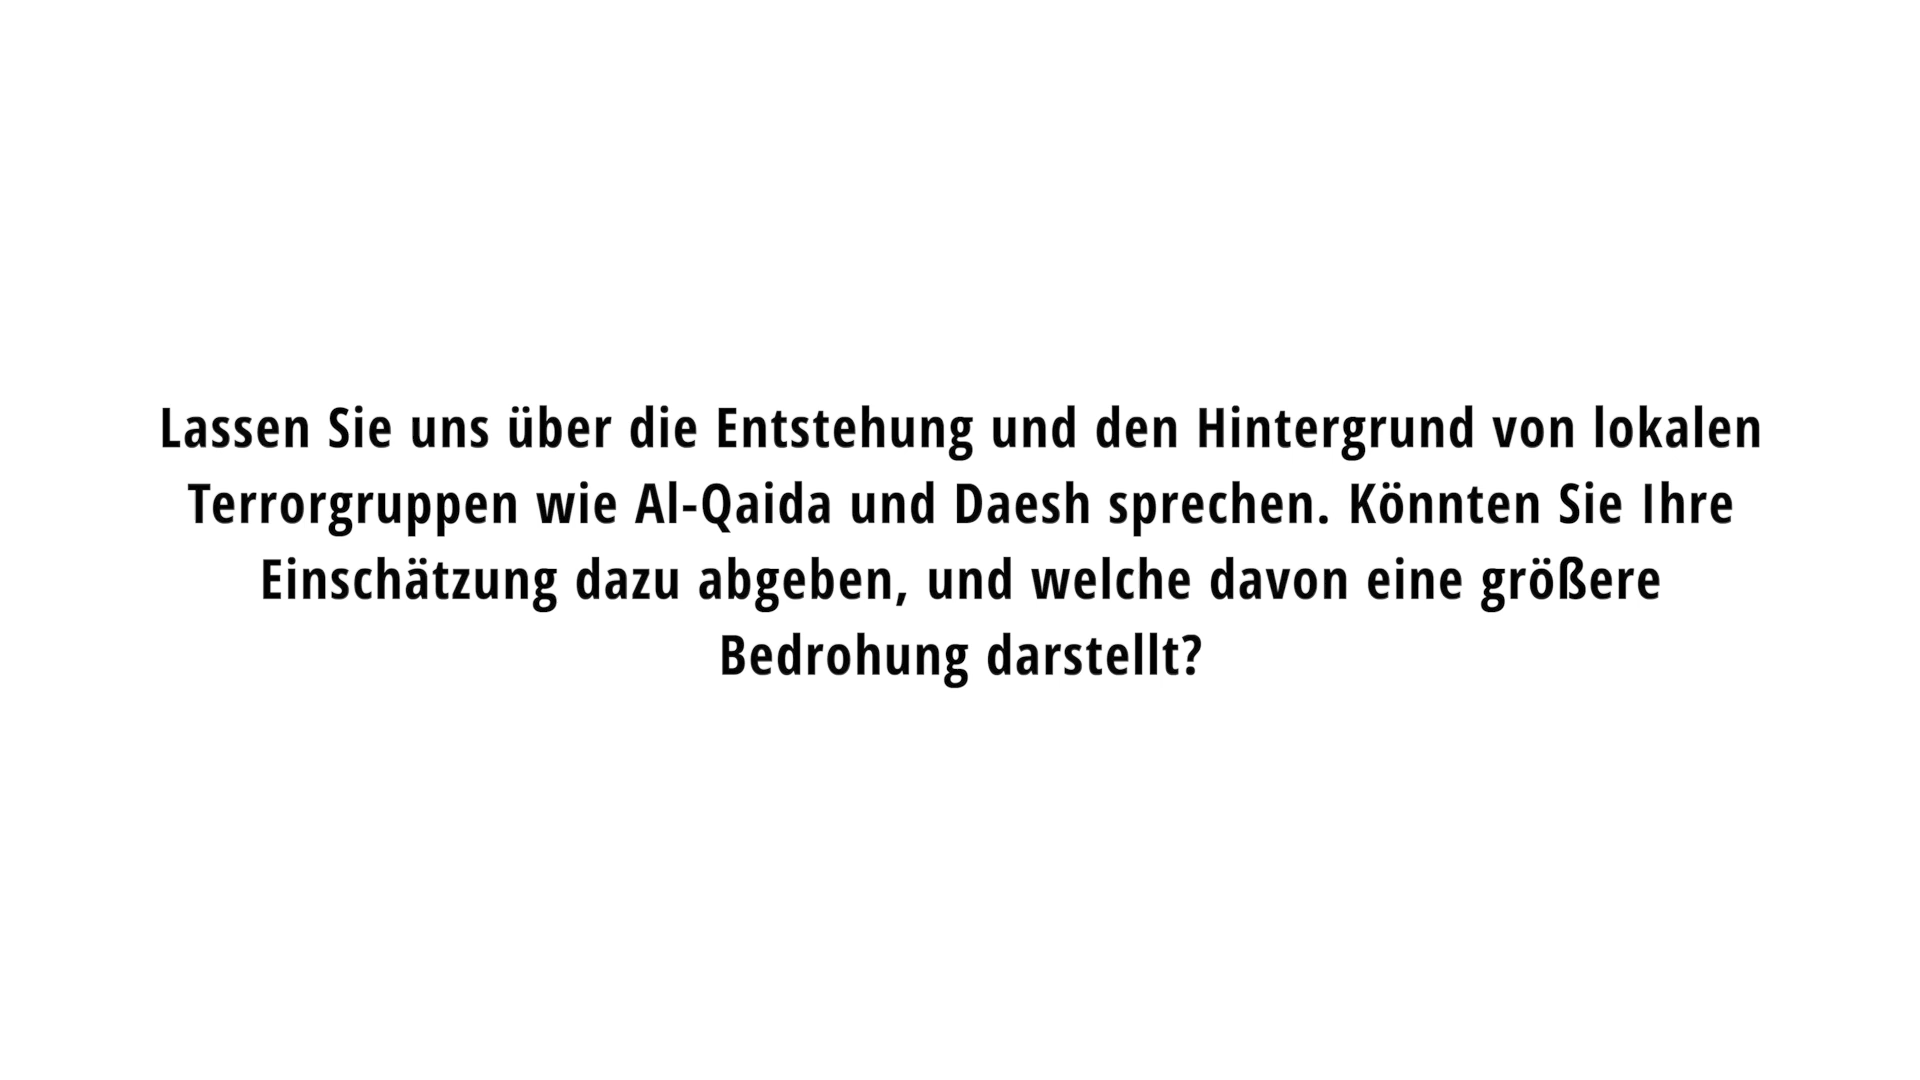 Lassen Sie uns über die Entstehung und den Hintergrund von lokalen
Terrorgruppen wie Al-Qaida und Daesh sprechen. Könnten Sie Ihre
Einschätzung dazu abgeben, und welche davon eine größere
Bedrohung darstellt?